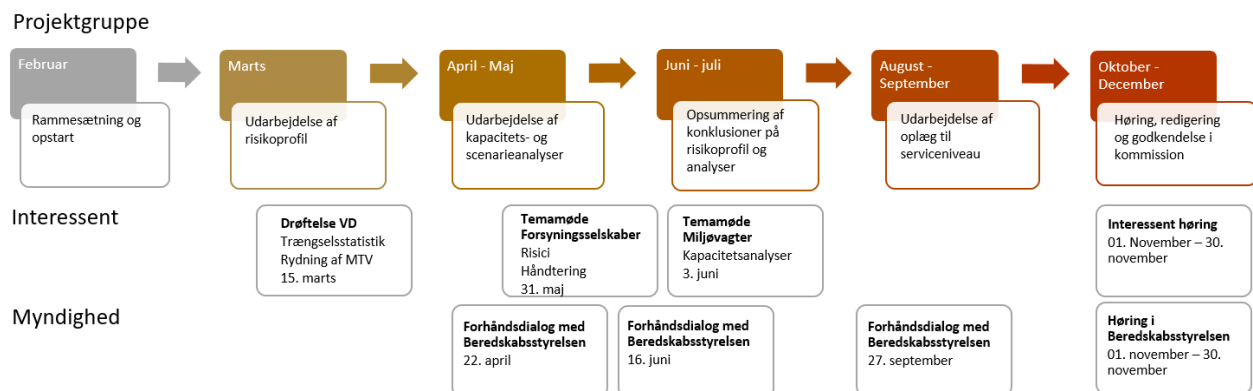 Projektgruppe
Februar
Rammesætning og
opstart
Marts
Udarbejdelse af
risikoprofil
April - Maj
Udarbejdelse af
kapacitets- og
scenarieanalyser
Juni - juli
Opsummering af
konklusioner på
risikoprofil og
analyser
August -
September
Udarbejdelse af
oplæg til
serviceniveau
Oktober -
December
Høring, redigering
og godkendelse i
kommission
Interessent
Drøftelse VD
Trængselsstatistik
Rydning af MTV
15. marts
Temamøde
Forsyningsselskaber
Risici
Håndtering
31. maj
Temamøde
Miljøvagter
Kapacitetsanalyser
3. juni
Interessent høring
01. November – 30.
november
Myndighed
Forhåndsdialog med
Beredskabsstyrelsen
22. april
Forhåndsdialog med
Beredskabsstyrelsen
16. juni
Forhåndsdialog med
Beredskabsstyrelsen
27. september
Høring i
Beredskabsstyrelsen
01. november – 30.
november